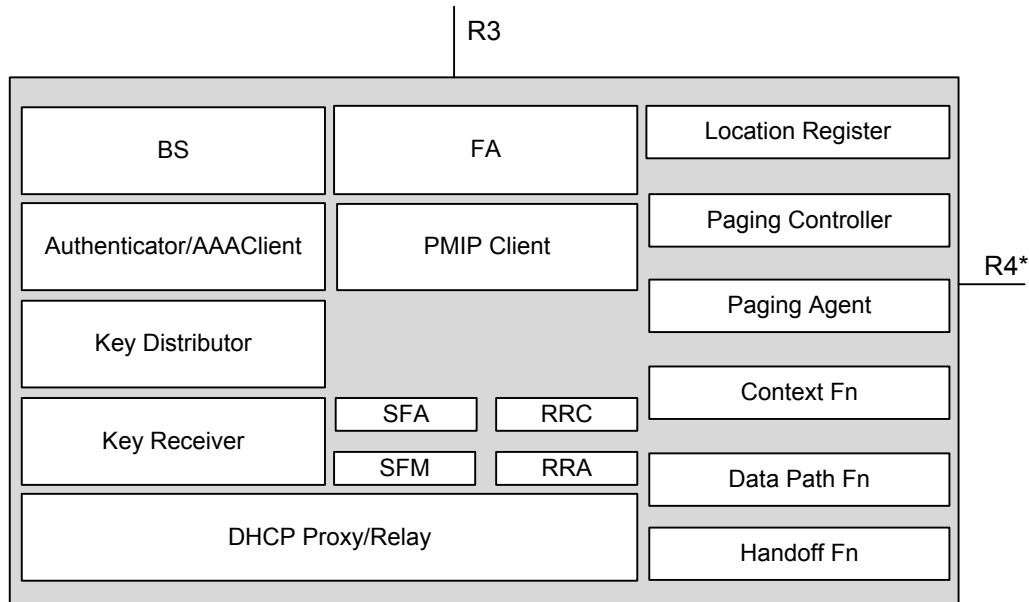 R3
BS
FA
Location Register
Authenticator/AAAClient
PMIP Client
Paging Controller
R4*
Paging Agent
Key Distributor
Context Fn
SFA
RRC
Key Receiver
SFM
RRA
Data Path Fn
DHCP Proxy/Relay
Handoff Fn